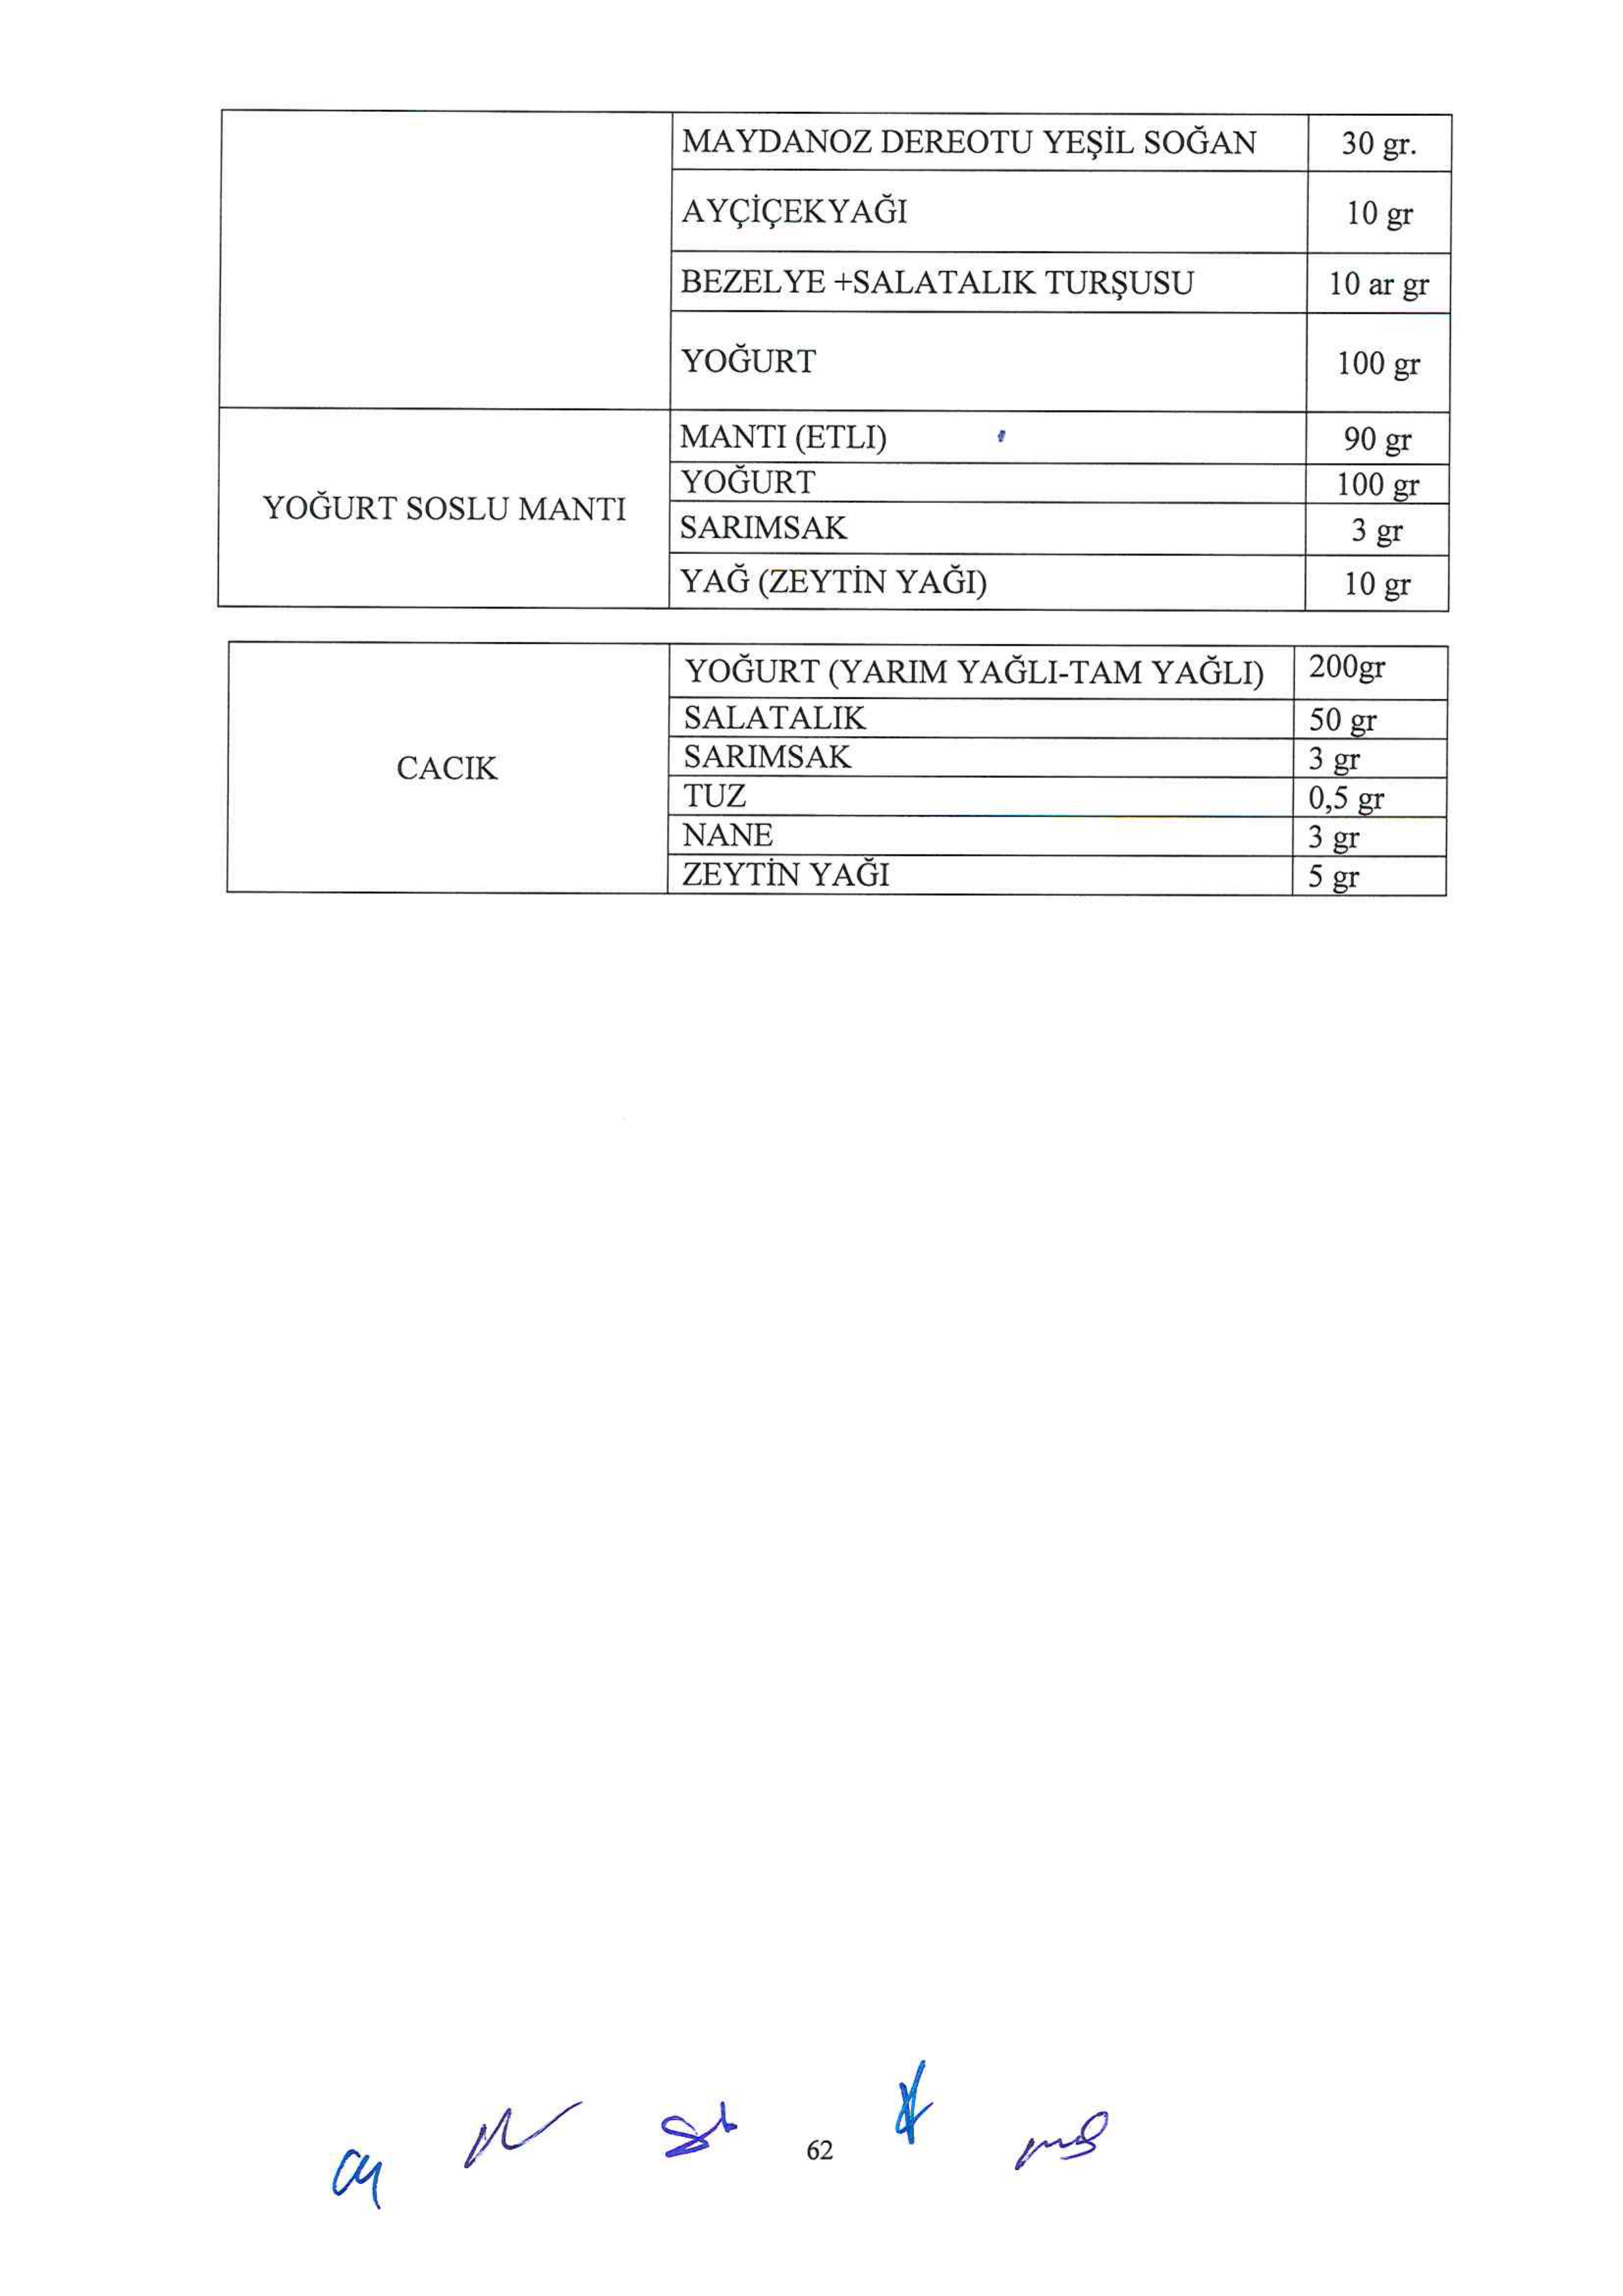 MAYDANOZ DEREOTU YEŞİL SOĞAN 30 gr.
AYÇİÇEKYAĞI 10 gr
BEZELYE +SALATALIK TURŞUSU 10 ar gr
YOĞURT 100 gr
YOĞURT SOSLU MANTI
MANTI (ETLI) 90 gr
YOĞURT 100 gr
SARIMSAK 3 gr
YAĞ (ZEYTİN YAĞI) 10 gr
CACIK
YOĞURT (YARIM YAĞLI-TAM YAĞLI) 200gr
SALATALIK 50 gr
SARIMSAK 3 gr
TUZ 0,5 gr
NANE 3 gr
ZEYTİN YAĞI 5 gr
62